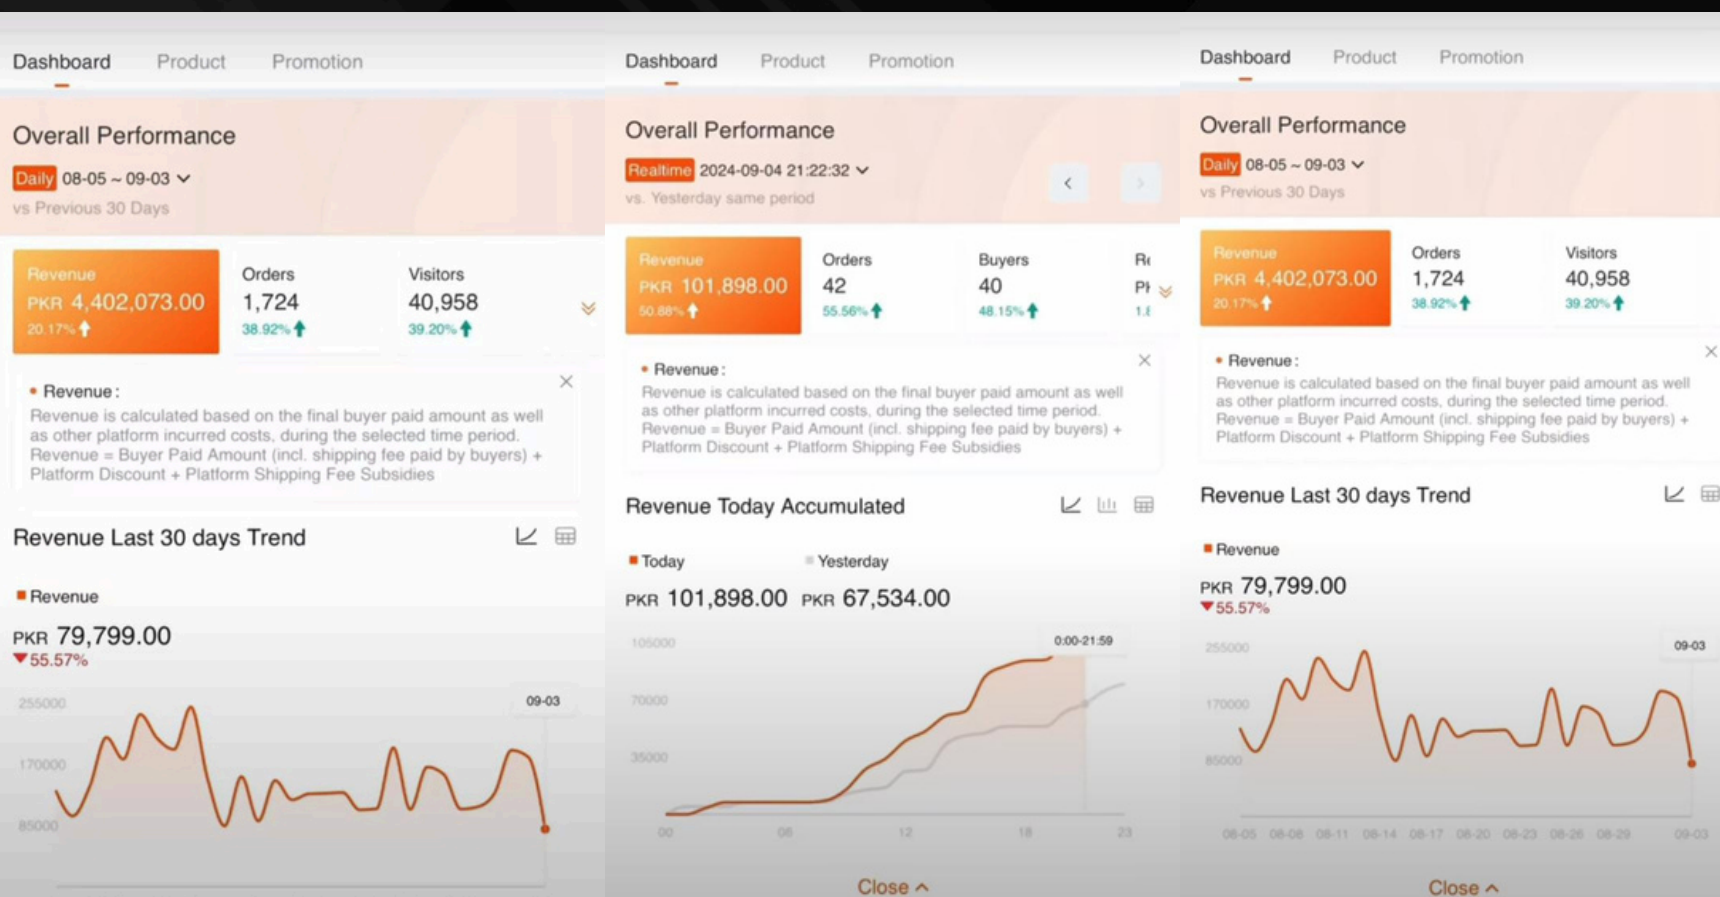 Dashboard Product Promotion
Overall Performance
Daily 08-05 ~ 09-03
vs Previous 30 Days
Revenue
PKR 4,402,073.00
20.17%
Orders
1,724
38.92%
Visitors
40,958
39.20%
Revenue :
Revenue is calculated based on the final buyer paid amount as well
as other platform incurred costs, during the selected time period.
Revenue = Buyer Paid Amount (incl. shipping fee paid by buyers) +
Platform Discount + Platform Shipping Fee Subsidies
Revenue Last 30 days Trend
Revenue
PKR 79,799.00
55.57%
255000
09-03
170000
85000
Dashboard Product Promotion
Overall Performance
Realtime 2024-09-04 21:22:32
vs. Yesterday same period
Revenue
PKR 101,898.00
50.88%
Orders
42
55.56%
Buyers
40
48.15%
Revenue :
Revenue is calculated based on the final buyer paid amount as well
as other platform incurred costs, during the selected time period.
Revenue = Buyer Paid Amount (incl. shipping fee paid by buyers) +
Platform Discount + Platform Shipping Fee Subsidies
Revenue Today Accumulated
Today Yesterday
PKR 101,898.00 PKR 67,534.00
105000
0:00-21:59
70000
35000
00 06 12 18 23
Close
Dashboard Product Promotion
Overall Performance
Daily 08-05 ~ 09-03
vs Previous 30 Days
Revenue
PKR 4,402,073.00
20.17%
Orders
1,724
38.92%
Visitors
40,958
39.20%
Revenue :
Revenue is calculated based on the final buyer paid amount as well
as other platform incurred costs, during the selected time period.
Revenue = Buyer Paid Amount (incl. shipping fee paid by buyers) +
Platform Discount + Platform Shipping Fee Subsidies
Revenue Last 30 days Trend
Revenue
PKR 79,799.00
55.57%
255000
09-03
170000
85000
08-05 08-08 08-11 08-14 08-17 08-20 08-23 08-26 08-29 09-03
Close